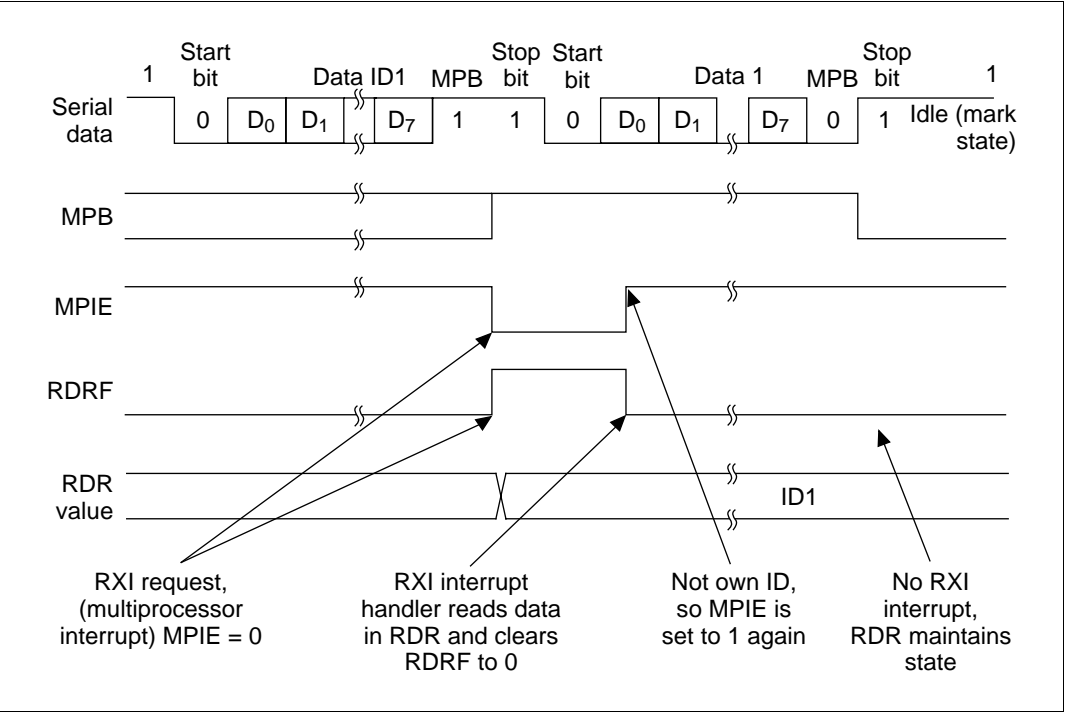 Start bit
Stop bit
Start bit
Stop bit
1
Data ID1
MPB
Data 1
MPB
1
Serial data
0
D0
D1
D7
1
1
0
D0
D1
D7
0
1
Idle (mark state)
MPB
MPIE
RDRF
RDR value
ID1
RXI request,
(multiprocessor
interrupt) MPIE = 0
RXI interrupt
handler reads data
in RDR and clears
RDRF to 0
Not own ID,
so MPIE is
set to 1 again
No RXI
interrupt,
RDR maintains
state